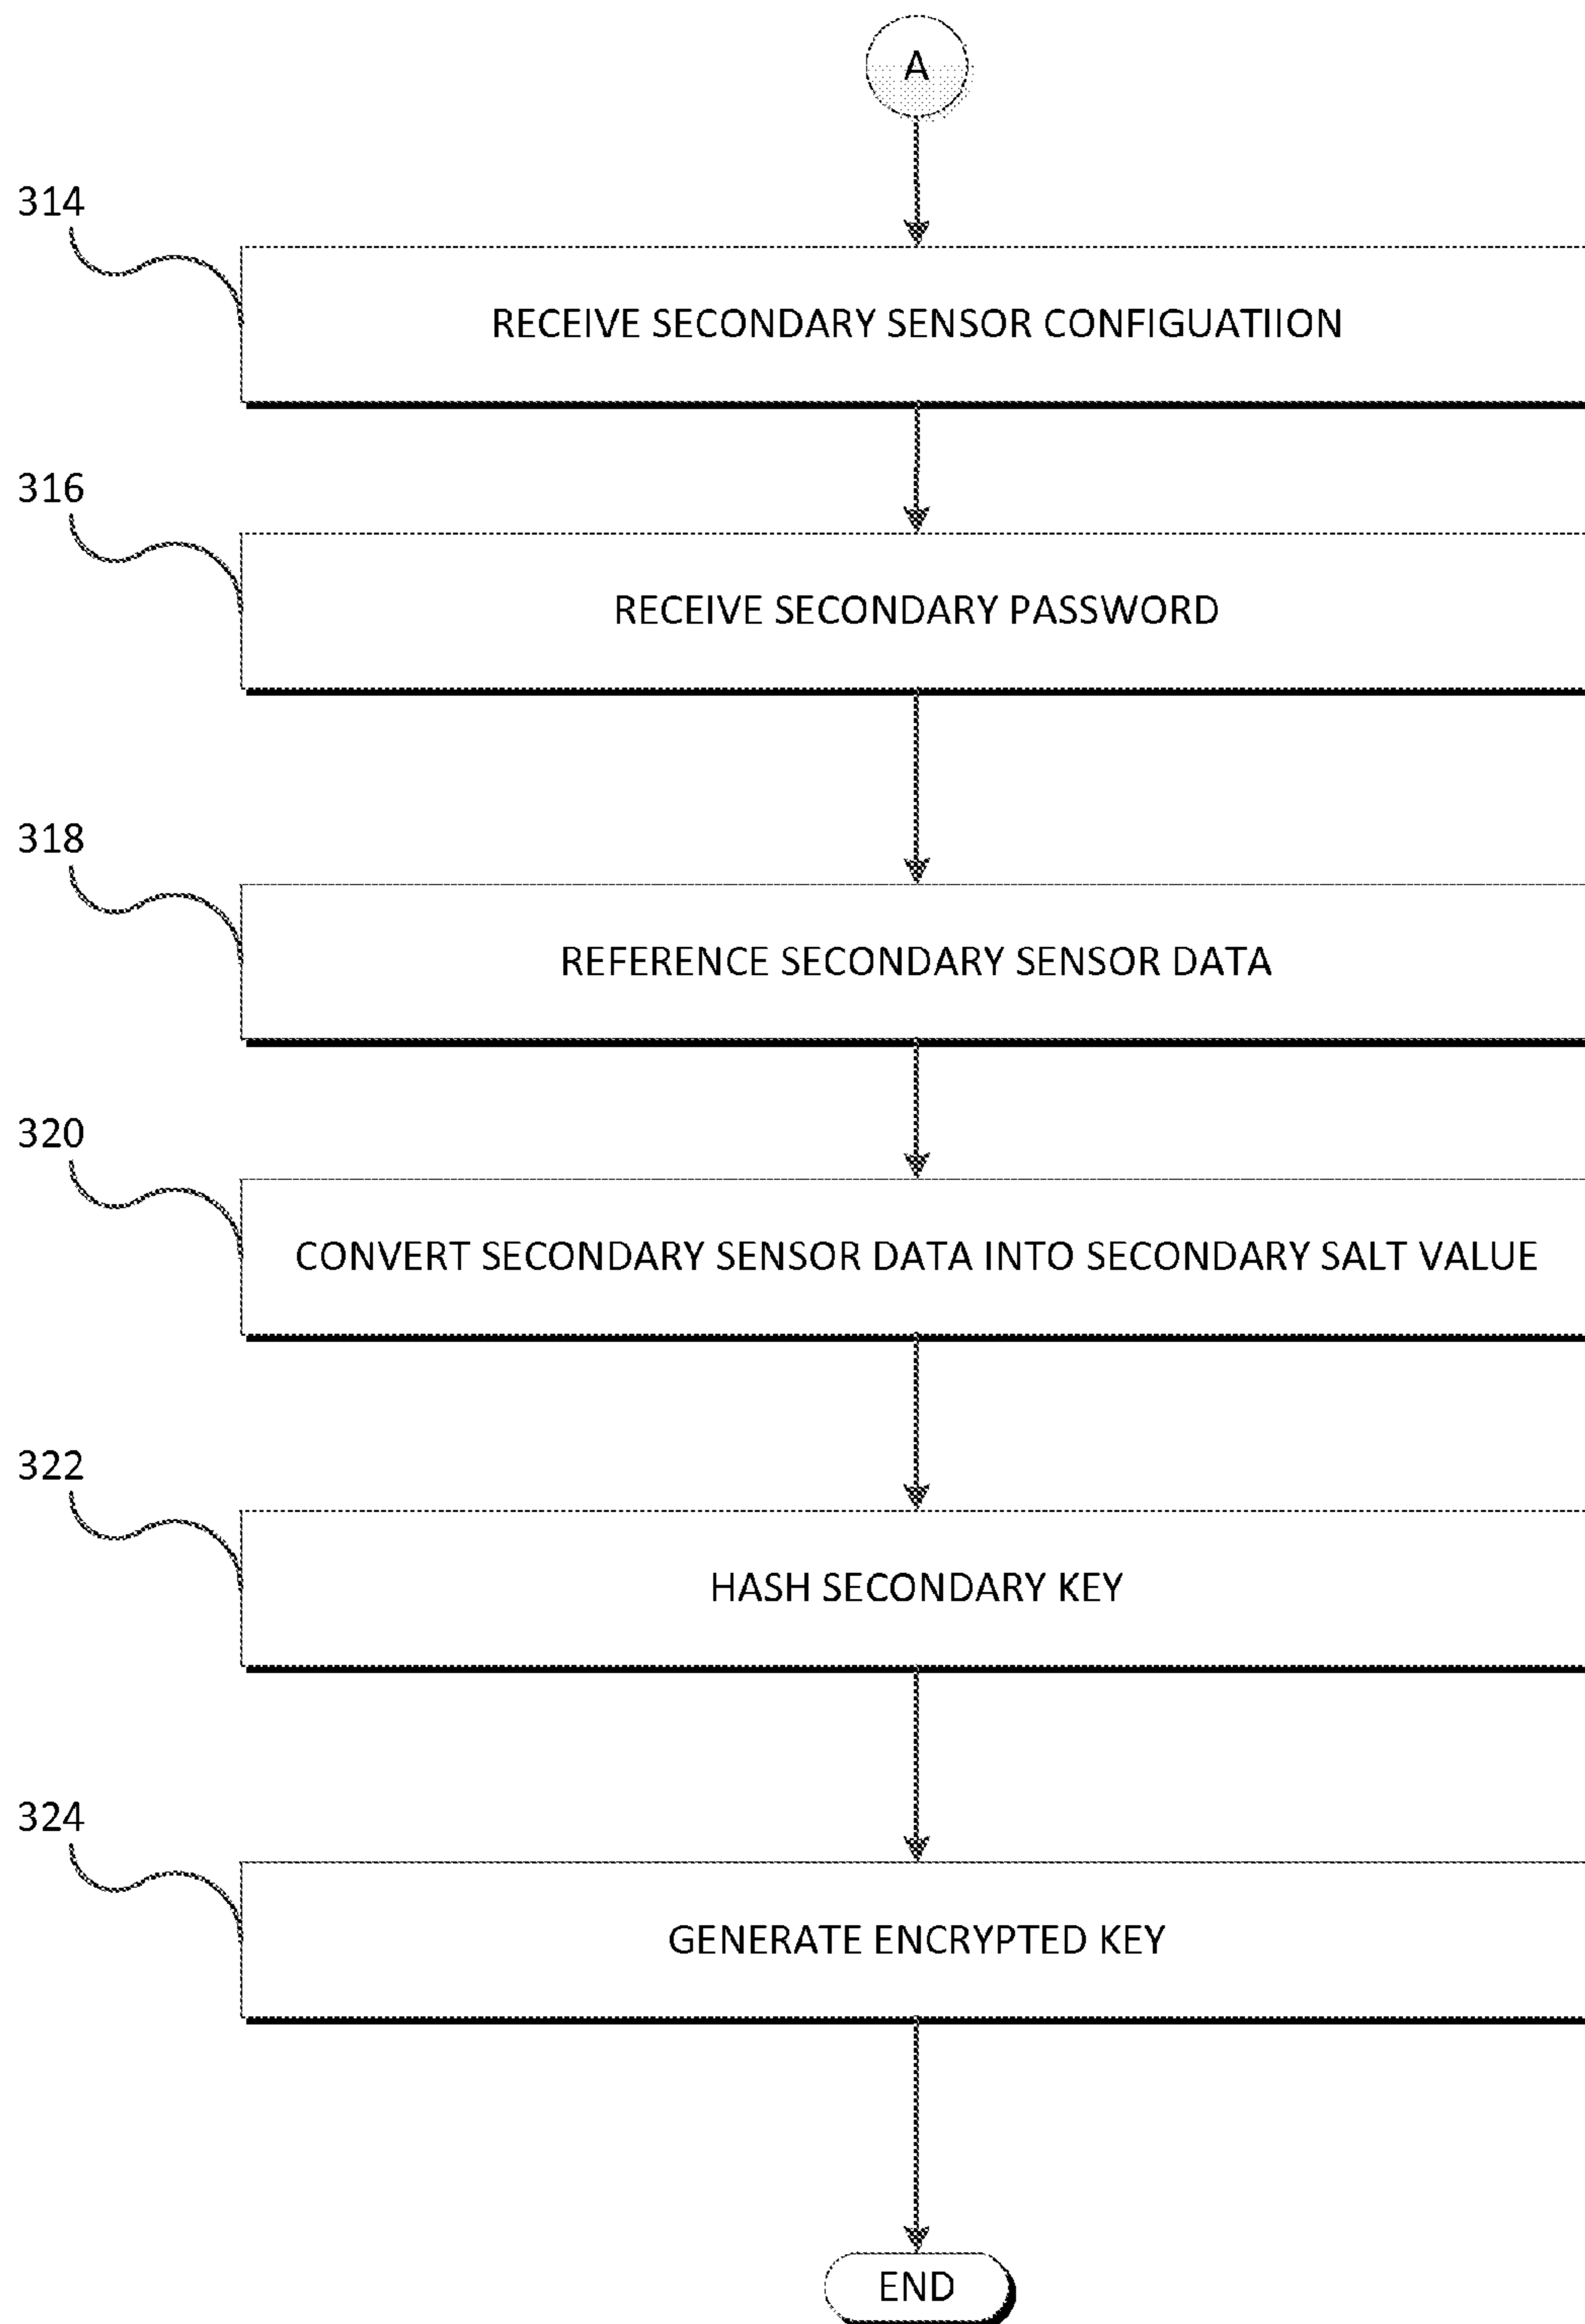 A
314
RECEIVE SECONDARY SENSOR CONFIGUATIION
316
RECEIVE SECONDARY PASSWORD
318
REFERENCE SECONDARY SENSOR DATA
320
CONVERT SECONDARY SENSOR DATA INTO SECONDARY SALT VALUE
322
HASH SECONDARY KEY
324
GENERATE ENCRYPTED KEY
END